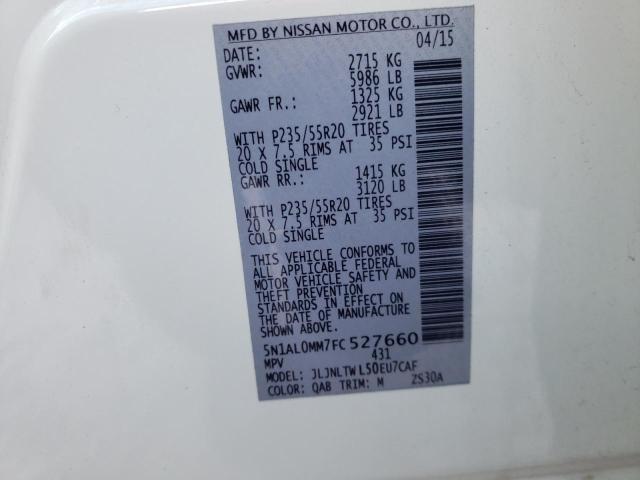 MFD BY NISSAN MOTOR CO., LTD.
DATE: 04/15
GVWR: 2715 KG
5986 LB
GAWR FR.: 1325 KG
2921 LB
WITH P235/55R20 TIRES
20 X 7.5 RIMS AT 35 PSI
COLD SINGLE
GAWR RR.: 1415 KG
3120 LB
WITH P235/55R20 TIRES
20 X 7.5 RIMS AT 35 PSI
COLD SINGLE
THIS VEHICLE CONFORMS TO
ALL APPLICABLE FEDERAL
MOTOR VEHICLE SAFETY AND
THEFT PREVENTION
STANDARDS IN EFFECT ON
THE DATE OF MANUFACTURE
SHOWN ABOVE.
5N1AL0MM7FC527660
MPV 431
MODEL: JLJNLTWL50EU7CAF
COLOR: QAB TRIM: M ZS30A